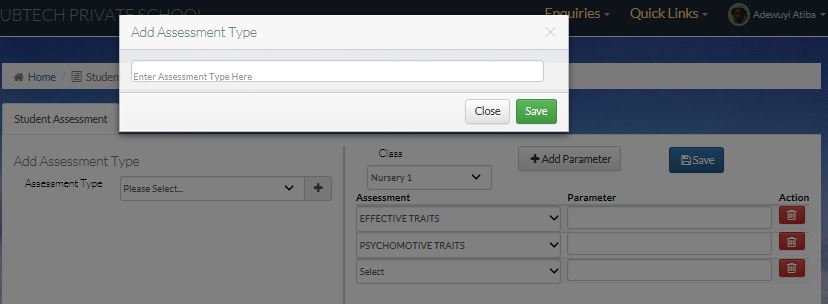 UBTECH PRIVATE SCHOOL
Enquiries
Quick Links
Adewuyi Atiba
Add Assessment Type
×
Enter Assessment Type Here
Close
Save
Home / Student
Student Assessment
Add Assessment Type
Assessment Type
Please Select...
+
Class
Nursery 1
+ Add Parameter
Save
Assessment Parameter Action
EFFECTIVE TRAITS
PSYCHOMOTIVE TRAITS
Select